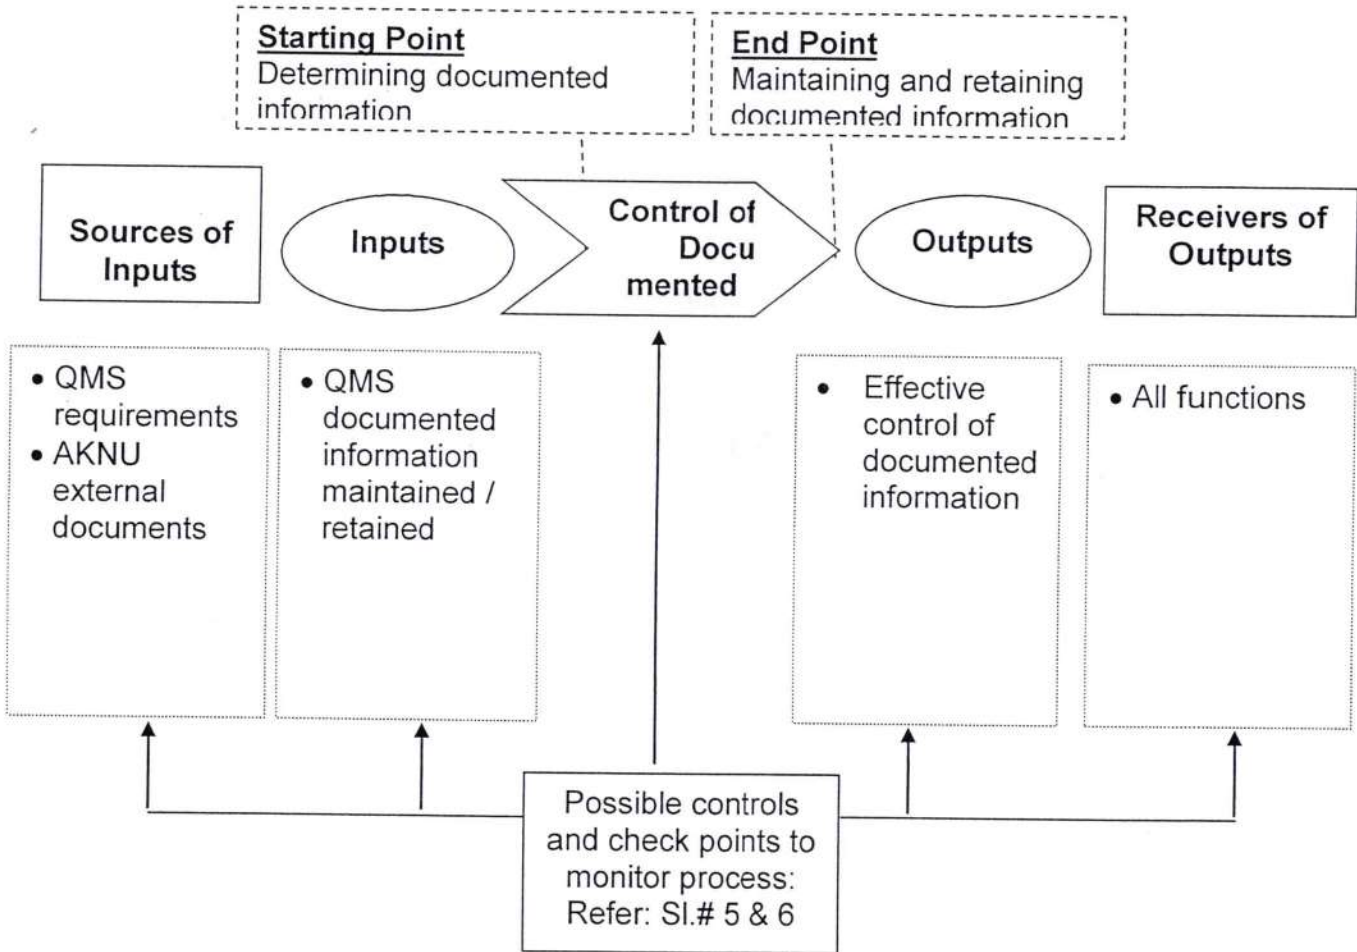 Starting Point
Determining documented
information
End Point
Maintaining and retaining
documented information
Sources of
Inputs
Inputs
Control of
Docu
mented
Outputs
Receivers of
Outputs
• QMS
requirements
• AKNU
external
documents
• QMS
documented
information
maintained /
retained
• Effective
control of
documented
information
• All functions
Possible controls
and check points to
monitor process:
Refer: Sl.# 5 & 6